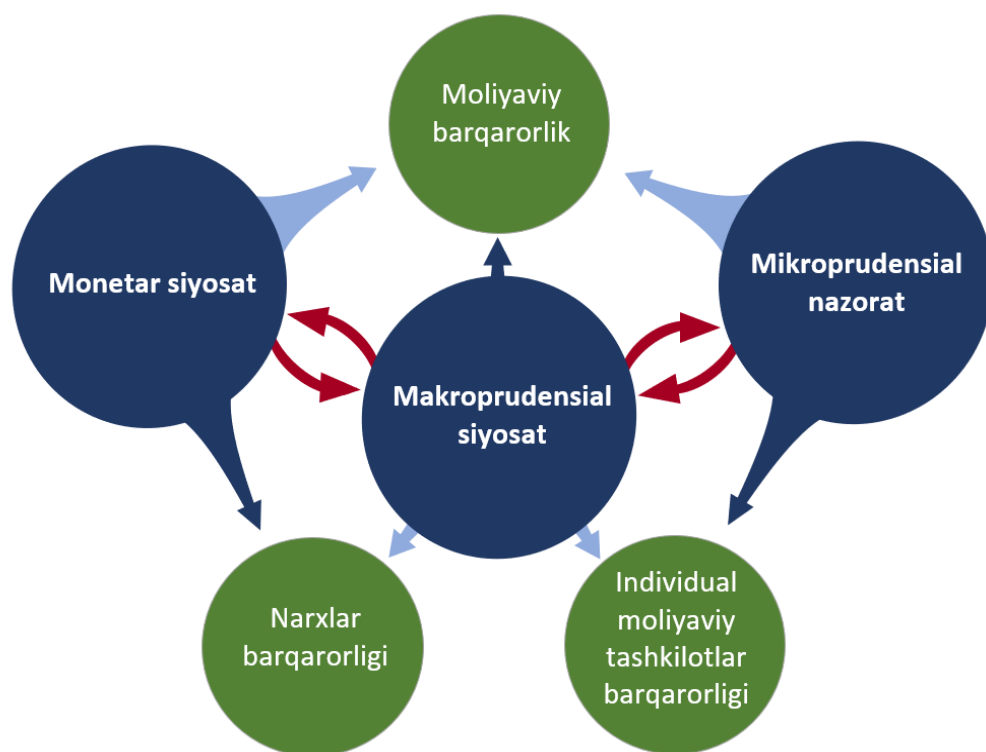 Moliyaviy
barqarorlik
Monetar siyosat
Mikroprudensial
nazorat
Makroprudensial
siyosat
Narxlar
barqarorligi
Individual
moliyaviy
tashkilotlar
barqarorligi